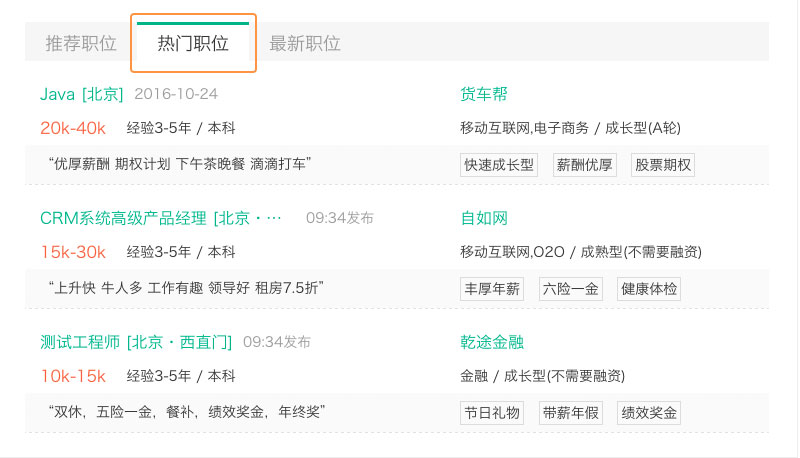 推荐职位 热门职位 最新职位
Java [北京] 2016-10-24 货车帮
20k-40k 经验3-5年 / 本科 移动互联网,电子商务 / 成长型(A轮)
“优厚薪酬 期权计划 下午茶晚餐 滴滴打车” 快速成长型 薪酬优厚 股票期权
CRM系统高级产品经理 [北京·… 09:34发布 自如网
15k-30k 经验3-5年 / 本科 移动互联网,O2O / 成熟型(不需要融资)
“上升快 牛人多 工作有趣 领导好 租房7.5折” 丰厚年薪 六险一金 健康体检
测试工程师 [北京·西直门] 09:34发布 乾途金融
10k-15k 经验3-5年 / 本科 金融 / 成长型(不需要融资)
“双休，五险一金，餐补，绩效奖金，年终奖” 节日礼物 带薪年假 绩效奖金